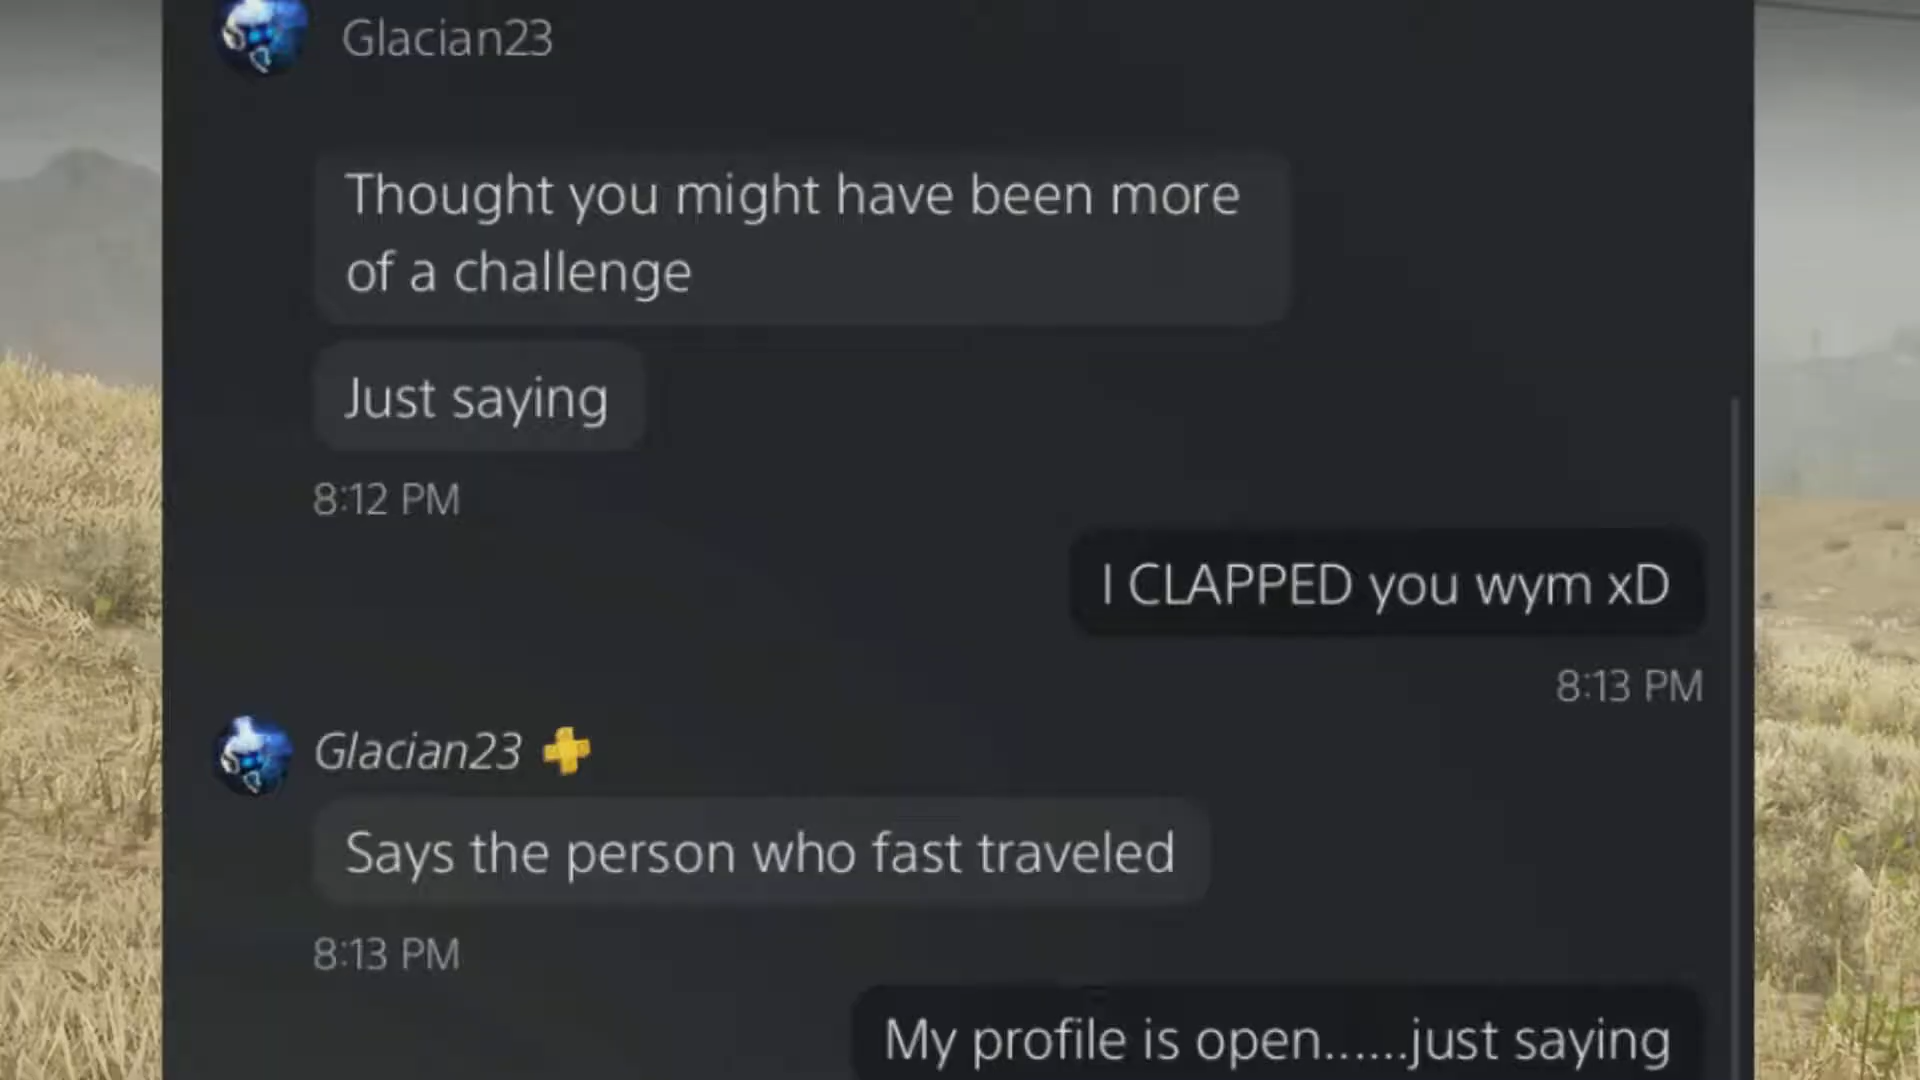 Glacian23
Thought you might have been more
of a challenge
Just saying
8:12 PM
I CLAPPED you wym xD
8:13 PM
Glacian23
Says the person who fast traveled
8:13 PM
My profile is open......just saying